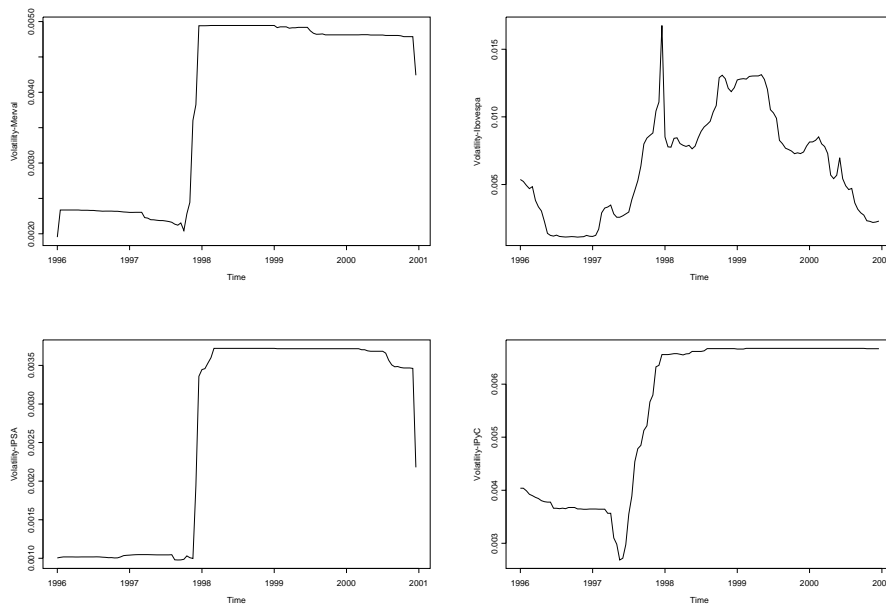 Volatility-Merval
0.0050
0.0040
0.0030
0.0020
1996 1997 1998 1999 2000 2001
Time
Volatility-Ibovespa
0.015
0.010
0.005
1996 1997 1998 1999 2000 200
Time
Volatility-IPSA
0.0035
0.0030
0.0025
0.0020
0.0015
0.0010
1996 1997 1998 1999 2000 2001
Time
Volatility-IPyC
0.006
0.005
0.004
0.003
1996 1997 1998 1999 2000 200
Time